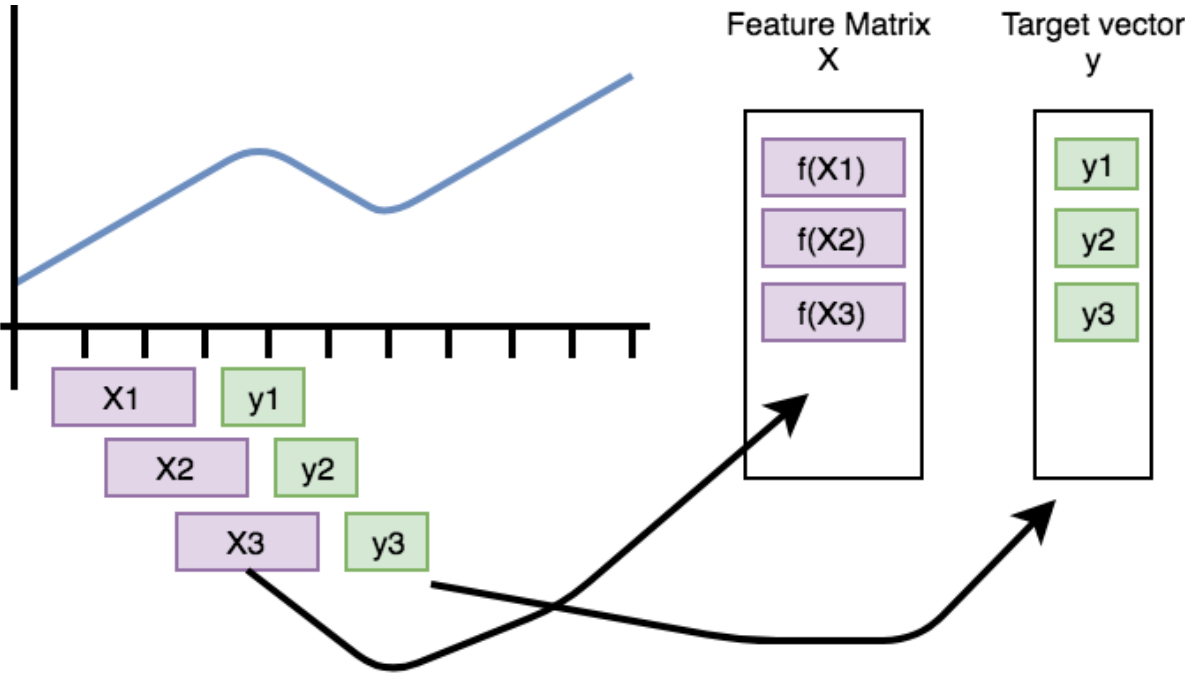 Feature Matrix
X
Target vector
y
f(X1)
y1
f(X2)
y2
f(X3)
y3
X1
y1
X2
y2
X3
y3